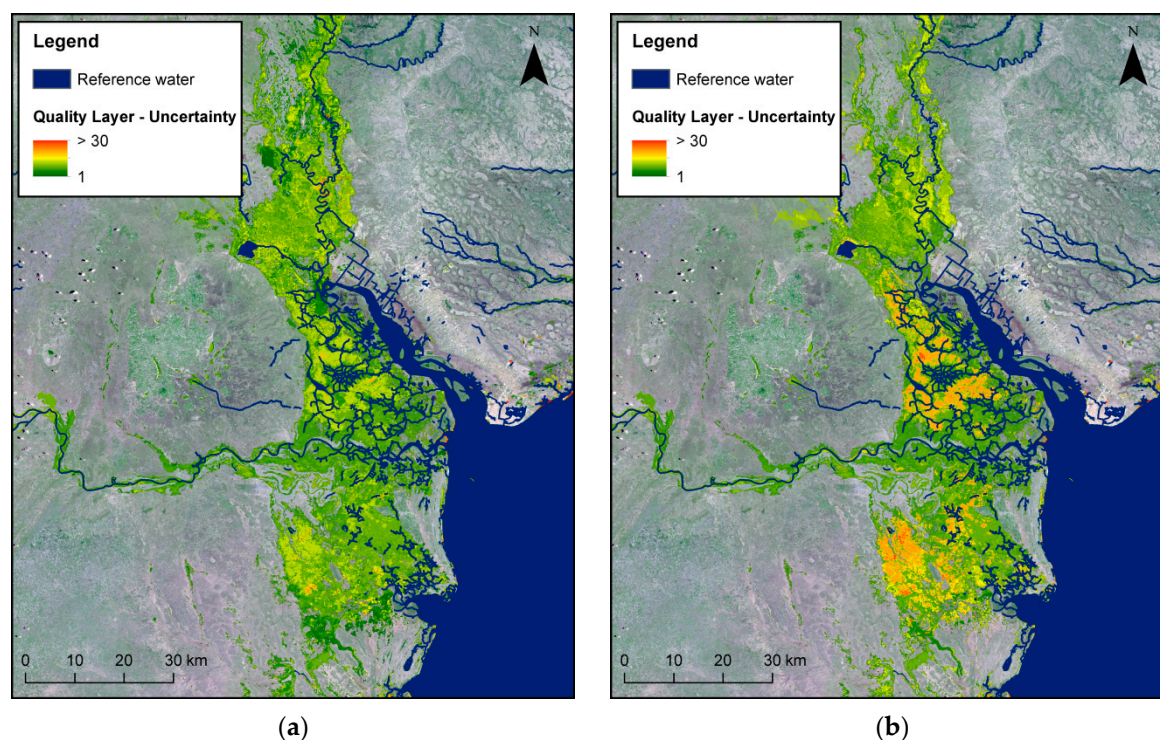 Legend
N
Reference water
Quality Layer - Uncertainty
> 30
1
0 10 20 30 km
(a)
Legend
N
Reference water
Quality Layer - Uncertainty
> 30
1
0 10 20 30 km
(b)